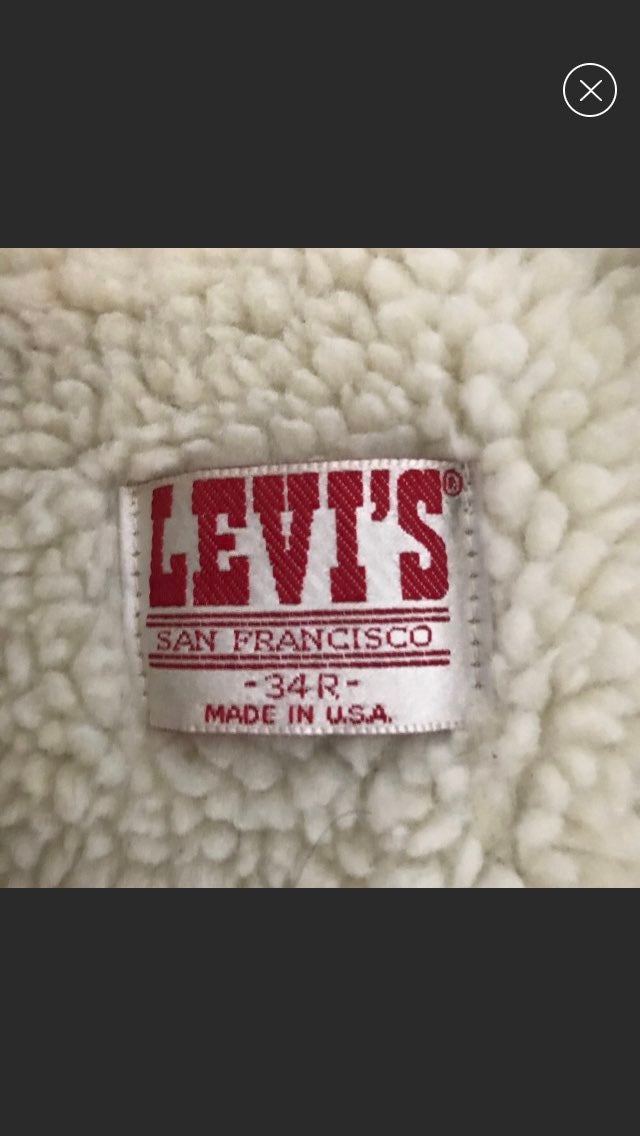 LEVI'S®
SAN FRANCISCO
-34R-
MADE IN U.S.A.